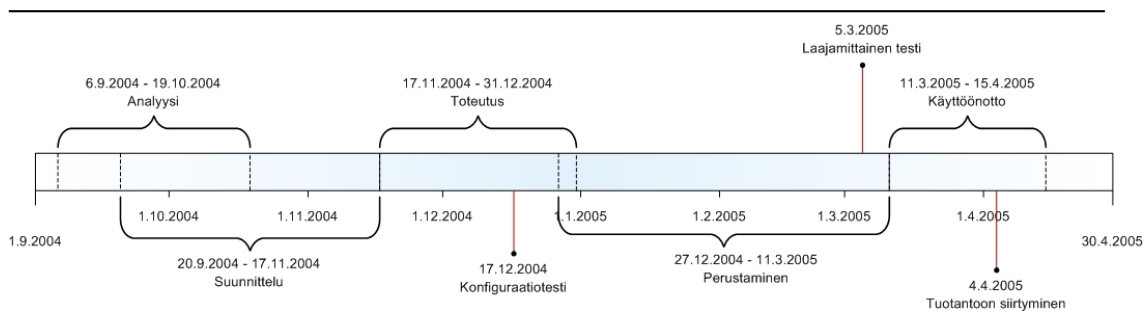 5.3.2005
Laajamittainen testi
6.9.2004 - 19.10.2004
Analyysi
17.11.2004 - 31.12.2004
Toteutus
11.3.2005 - 15.4.2005
Käyttöönotto
1.10.2004
1.11.2004
1.12.2004
1.1.2005
1.2.2005
1.3.2005
1.4.2005
1.9.2004
30.4.2005
20.9.2004 - 17.11.2004
Suunnittelu
17.12.2004
Konfiguraatiotesti
27.12.2004 - 11.3.2005
Perustaminen
4.4.2005
Tuotantoon siirtyminen